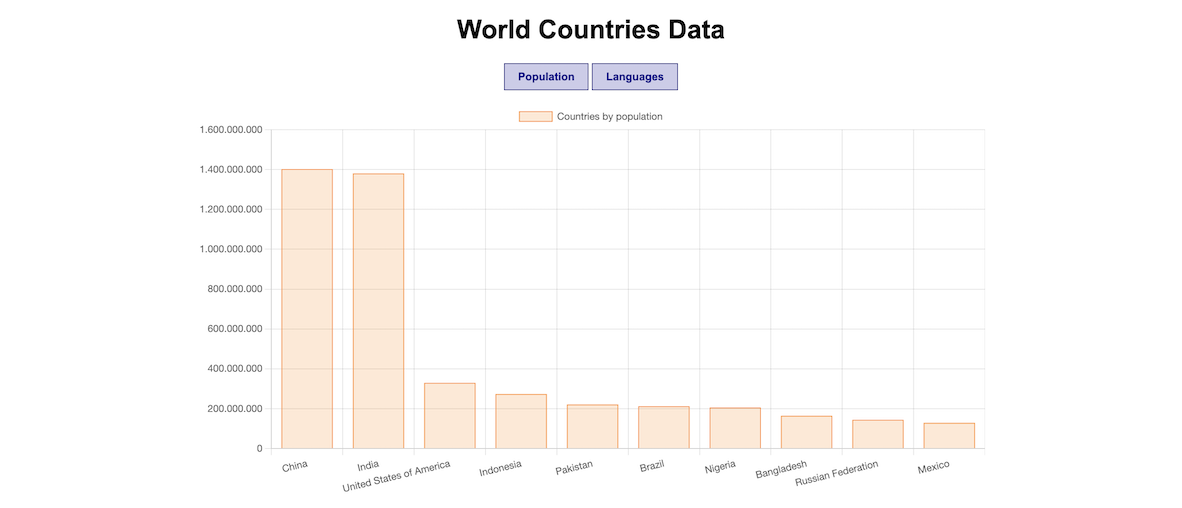 World Countries Data
Population Languages
Countries by population
1.600.000.000
1.400.000.000
1.200.000.000
1.000.000.000
800.000.000
600.000.000
400.000.000
200.000.000
0
China
India
United States of America
Indonesia
Pakistan
Brazil
Nigeria
Bangladesh
Russian Federation
Mexico